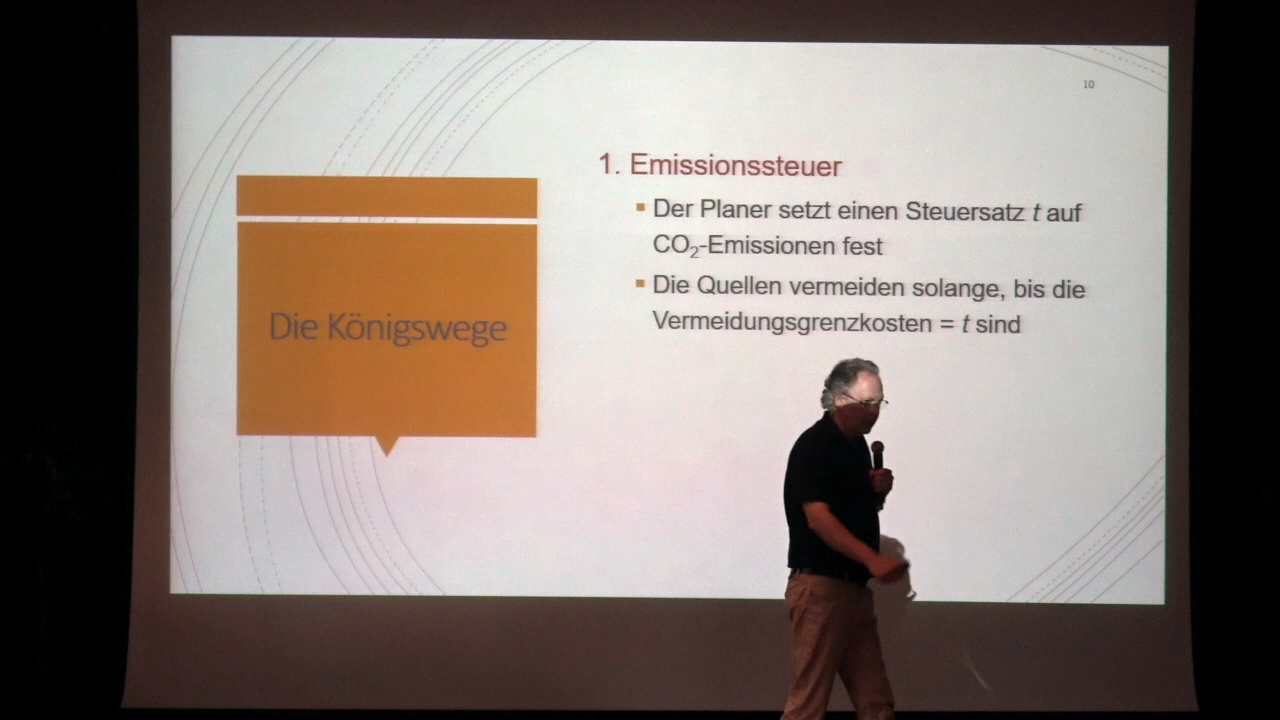 10
Die Königswege
1. Emissionssteuer
▪ Der Planer setzt einen Steuersatz t auf
CO₂-Emissionen fest
▪ Die Quellen vermeiden solange, bis die
Vermeidungsgrenzkosten = t sind